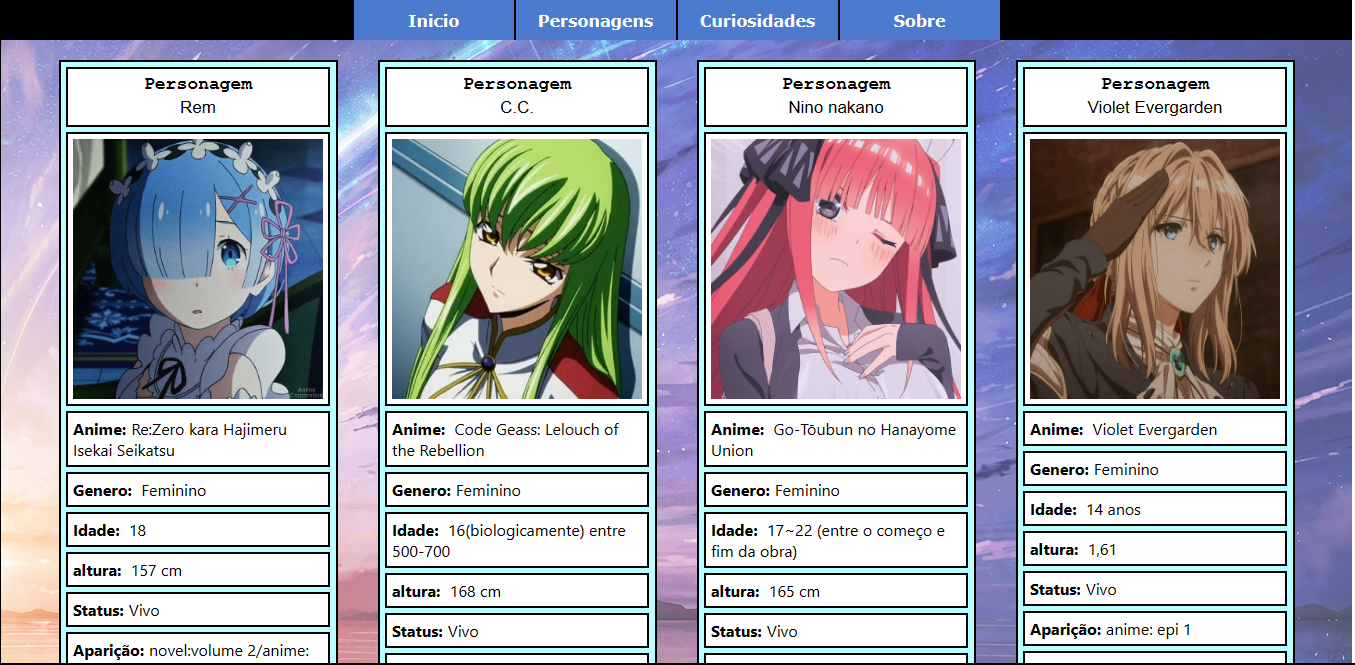 Inicio Personagens Curiosidades Sobre
Personagem
Rem
Anime: Re:Zero kara Hajimeru
Isekai Seikatsu
Genero: Feminino
Idade: 18
altura: 157 cm
Status: Vivo
Aparição: novel:volume 2/anime:
Personagem
C.C.
Anime: Code Geass: Lelouch of
the Rebellion
Genero: Feminino
Idade: 16(biologicamente) entre
500-700
altura: 168 cm
Status: Vivo
Personagem
Nino nakano
Anime: Go-Tōubun no Hanayome
Union
Genero: Feminino
Idade: 17~22 (entre o começo e
fim da obra)
altura: 165 cm
Status: Vivo
Personagem
Violet Evergarden
Anime: Violet Evergarden
Genero: Feminino
Idade: 14 anos
altura: 1,61
Status: Vivo
Aparição: anime: epi 1